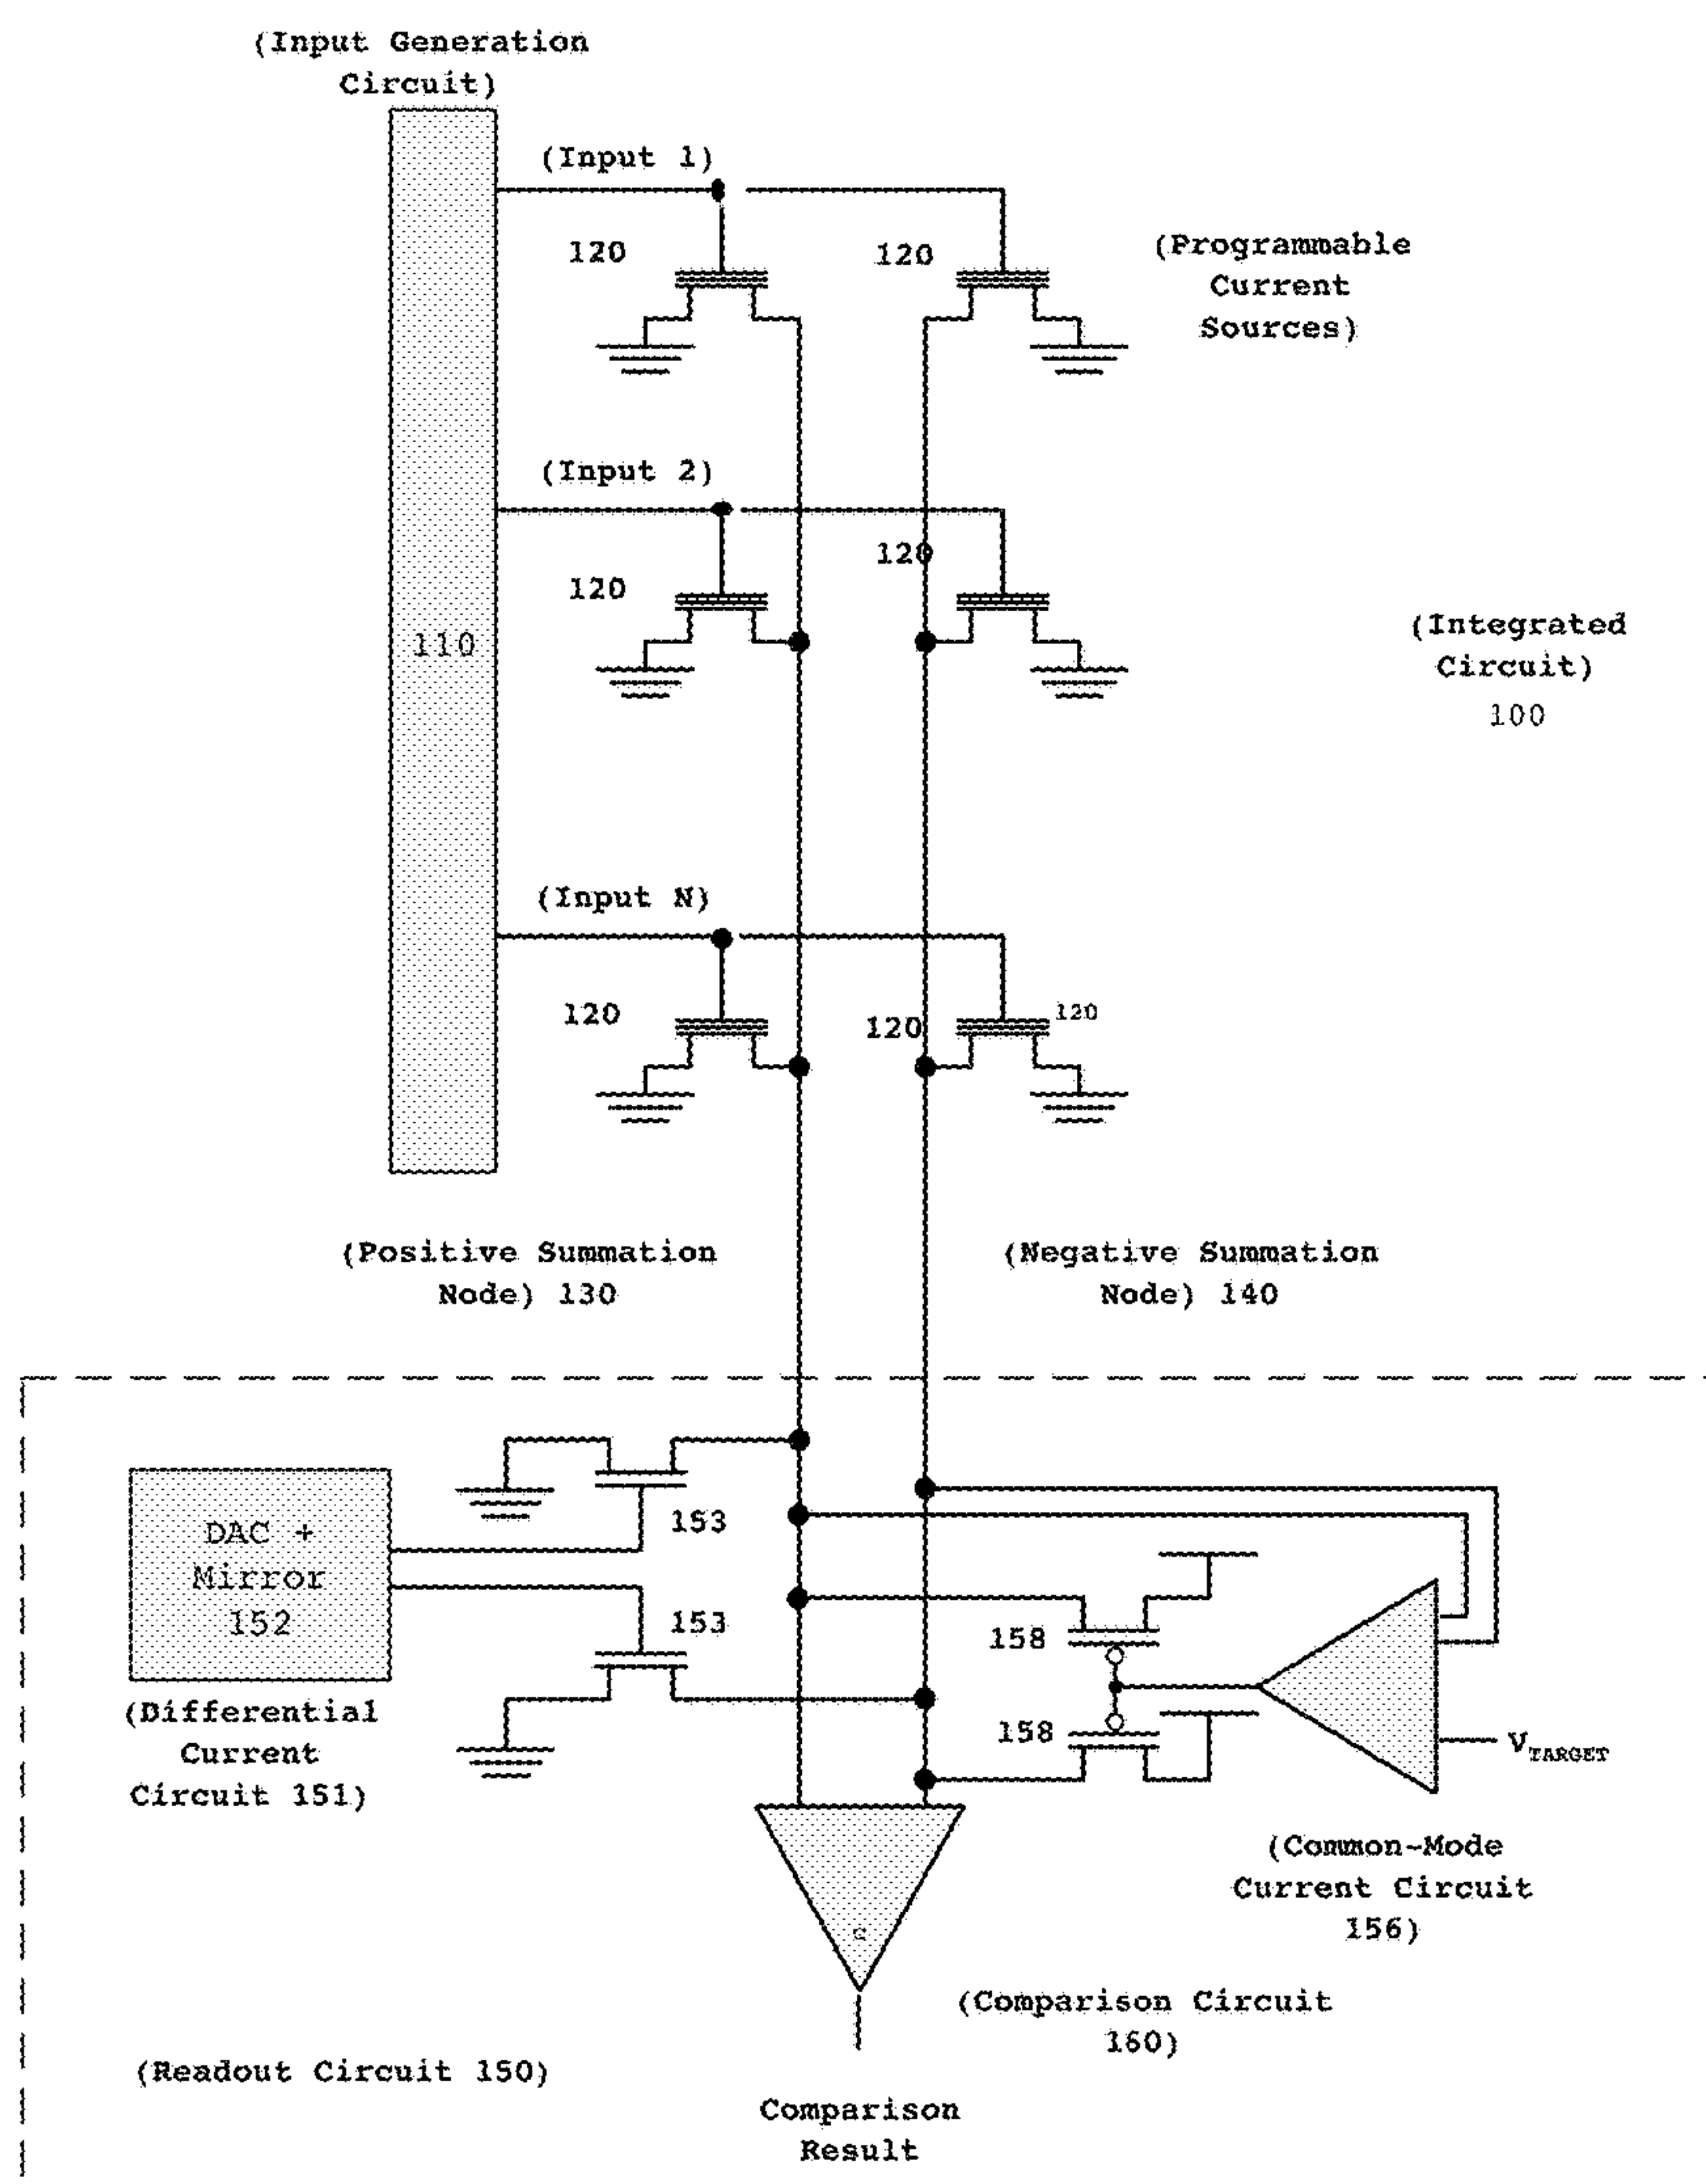 (Input Generation
Circuit)
(Input 1)
120
120
(Programmable
Current
Sources)
(Input 2)
120
120
110
(Integrated
Circuit)
100
(Input N)
120
120
120
(Positive Summation
Node) 130
(Negative Summation
Node) 140
DAC +
Mirror
152
153
153
158
158
VTARGET
(Differential
Current
Circuit 151)
(Common-Mode
Current Circuit
156)
c
(Comparison Circuit
160)
(Readout Circuit 150)
Comparison
Result